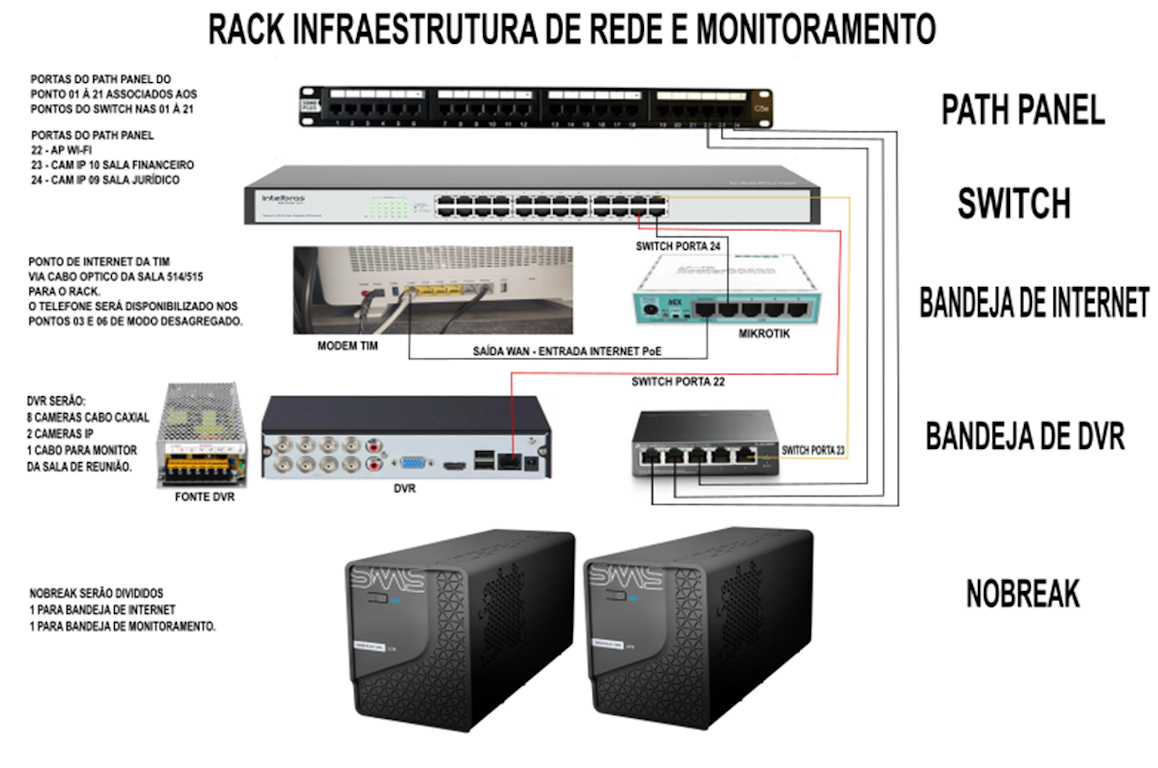 RACK INFRAESTRUTURA DE REDE E MONITORAMENTO
PORTAS DO PATH PANEL DO
PONTO 01 À 21 ASSOCIADOS AOS
PONTOS DO SWITCH NAS 01 À 21
PORTAS DO PATH PANEL
22 - AP WI-FI
23 - CAM IP 10 SALA FINANCEIRO
24 - CAM IP 09 SALA JURÍDICO
1 2 3 4 5 6 7 8 9 10 11 12 13 14 15 16 17 18 19 20 21 22 23 24
C5e
PATH PANEL
intelbras
SWITCH
SWITCH PORTA 24
PONTO DE INTERNET DA TIM
VIA CABO OPTICO DA SALA 514/515
PARA O RACK.
O TELEFONE SERÁ DISPONIBILIZADO NOS
PONTOS 03 E 06 DE MODO DESAGREGADO.
MODEM TIM
MIKROTIK
BANDEJA DE INTERNET
SAÍDA WAN - ENTRADA INTERNET PoE
SWITCH PORTA 22
DVR SERÃO:
8 CAMERAS CABO CAXIAL
2 CAMERAS IP
1 CABO PARA MONITOR
DA SALA DE REUNIÃO.
FONTE DVR
DVR
SWITCH PORTA 23
BANDEJA DE DVR
NOBREAK SERÃO DIVIDIDOS
1 PARA BANDEJA DE INTERNET
1 PARA BANDEJA DE MONITORAMENTO.
SMS
SMS
NOBREAK